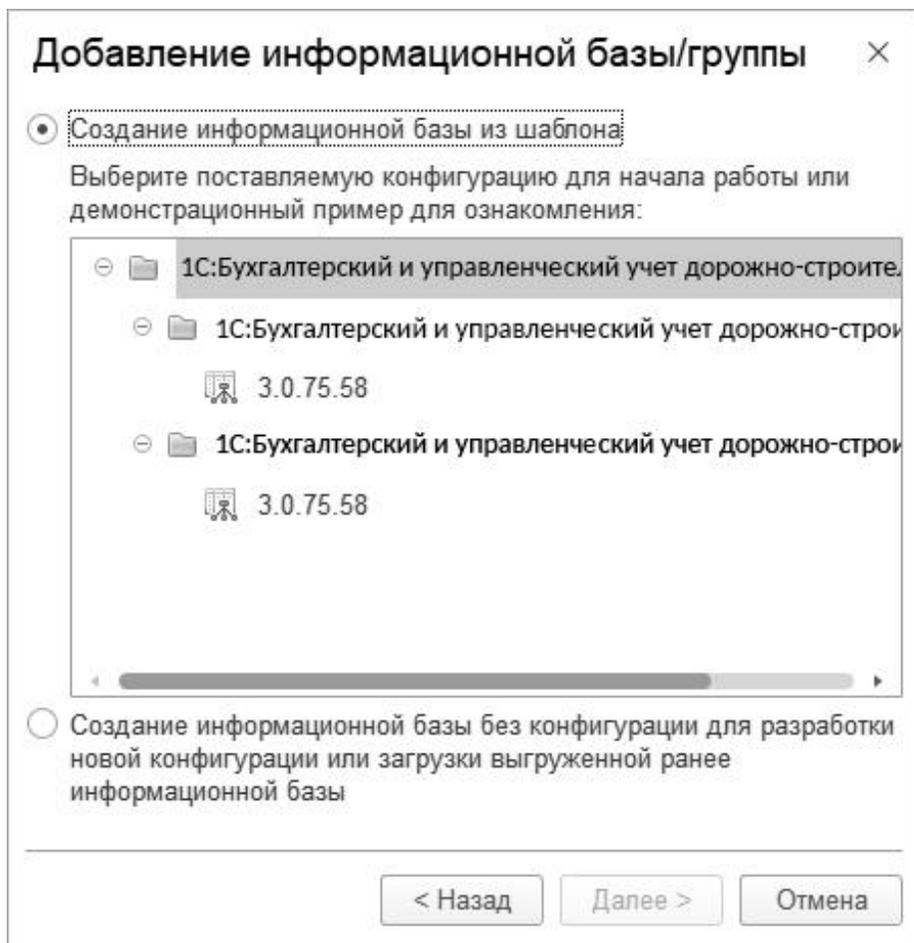 Добавление информационной базы/группы
Создание информационной базы из шаблона
Выберите поставляемую конфигурацию для начала работы или
демонстрационный пример для ознакомления:
1С:Бухгалтерский и управленческий учет дорожно-строите
1С:Бухгалтерский и управленческий учет дорожно-строи
3.0.75.58
1С:Бухгалтерский и управленческий учет дорожно-строи
3.0.75.58
Создание информационной базы без конфигурации для разработки
новой конфигурации или загрузки выгруженной ранее
информационной базы
< Назад
Далее >
Отмена